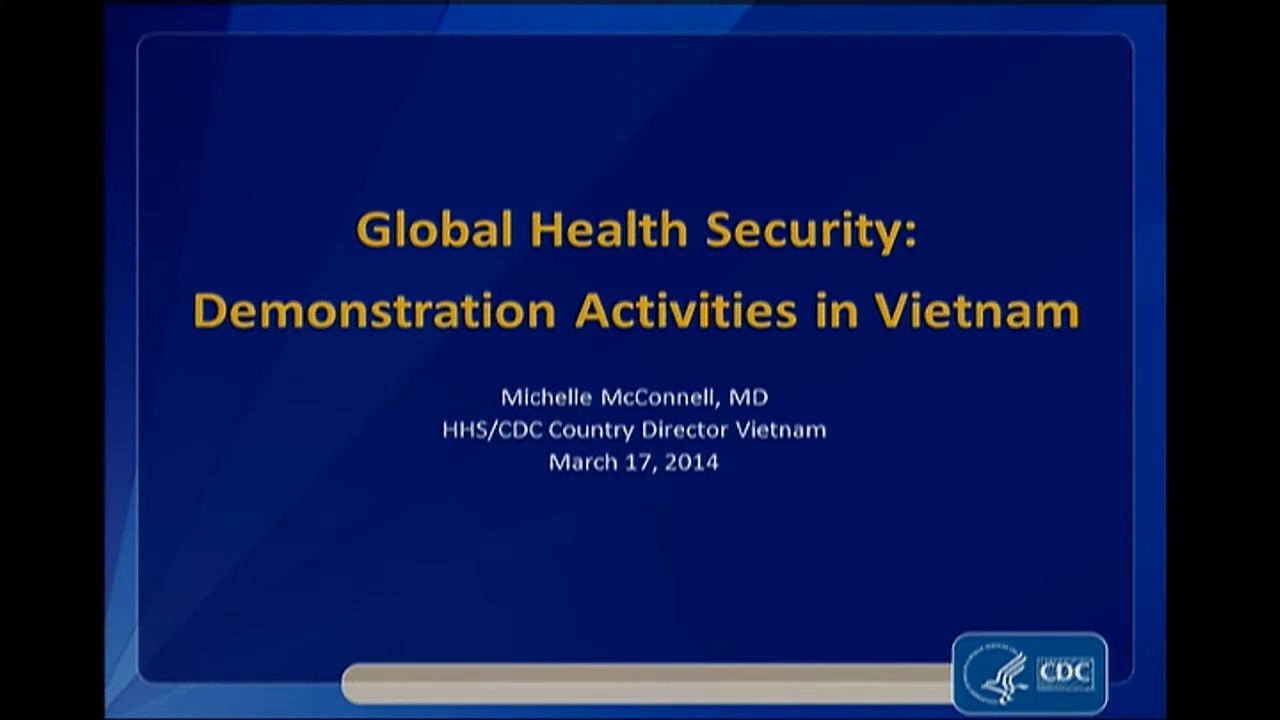 Global Health Security:
Demonstration Activities in Vietnam
Michelle McConnell, MD
HHS/CDC Country Director Vietnam
March 17, 2014
CDC